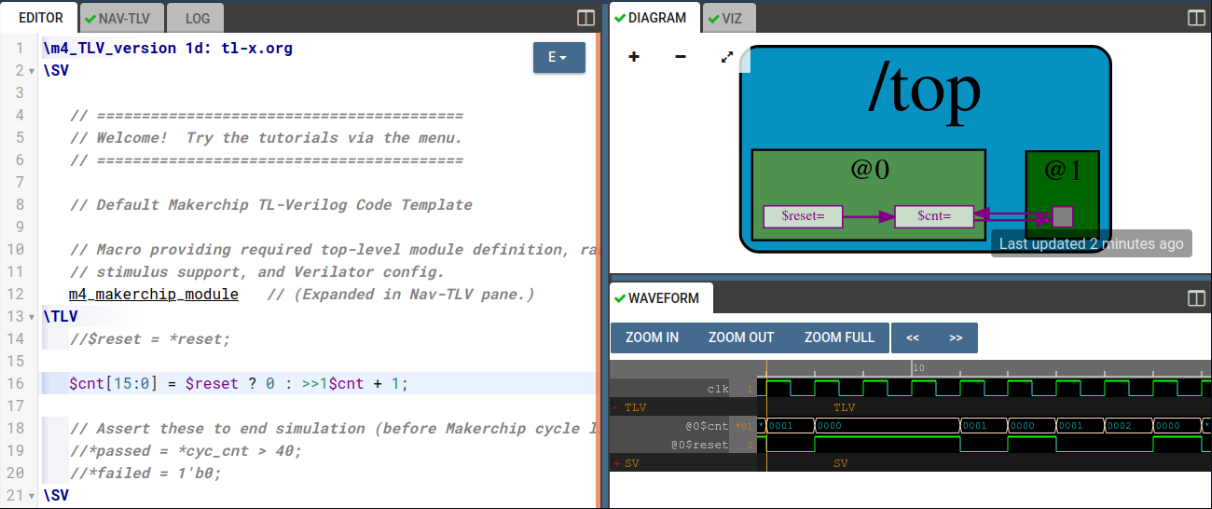 EDITOR NAV-TLV LOG
1 \m4_TLV_version 1d: tl-x.org
2 \SV
3
4 // =========================================
5 // Welcome!  Try the tutorials via the menu.
6 // =========================================
7
8 // Default Makerchip TL-Verilog Code Template
9
10 // Macro providing required top-level module definition, ra
11 // stimulus support, and Verilator config.
12 m4_makerchip_module   // (Expanded in Nav-TLV pane.)
13 \TLV
14 //$reset = *reset;
15
16 $cnt[15:0] = $reset ? 0 : >>1$cnt + 1;
17
18 // Assert these to end simulation (before Makerchip cycle l
19 //*passed = *cyc_cnt > 40;
20 //*failed = 1'b0;
21 \SV
E
DIAGRAM VIZ
+ −
/top
@0 @1
$reset= $cnt=
Last updated 2 minutes ago
WAVEFORM
ZOOM IN ZOOM OUT ZOOM FULL << >>
10
clk 1
- TLV TLV
@0$cnt *01 * 0001 0000 0001 0000 0001 0002 0000 *
@0$reset 0
+ SV SV